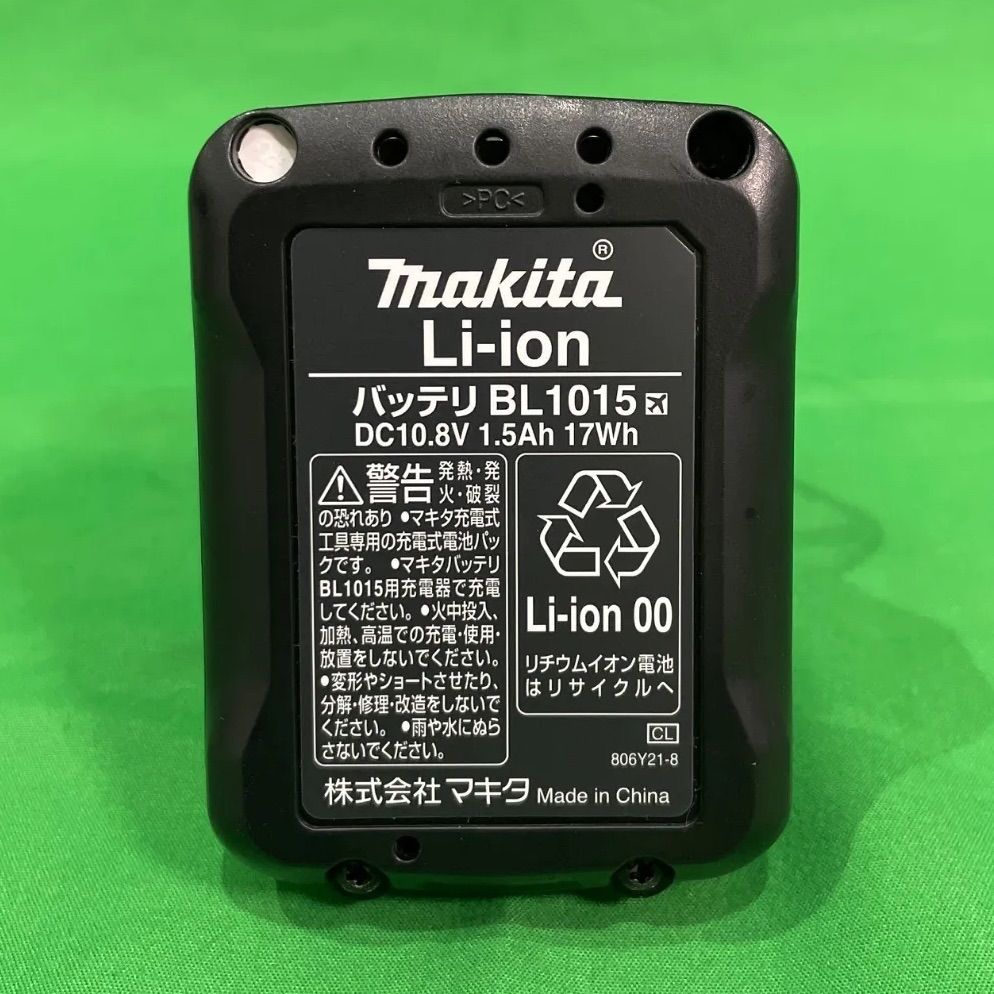 >PC<
makita®
Li-ion
バッテリ BL1015
DC10.8V 1.5Ah 17Wh
警告 発熱・発
火・破裂
の恐れあり ●マキタ充電式
工具専用の充電式電池パッ
クです。 ●マキタバッテリ
BL1015用充電器で充電
してください。●火中投入、
加熱、高温での充電・使用・
放置をしないでください。
●変形やショートさせたり、
分解・修理・改造をしないで
ください。 ●雨や水にぬら
さないでください。
Li-ion 00
リチウムイオン電池
はリサイクルへ
CL
806Y21-8
株式会社 マキタ Made in China